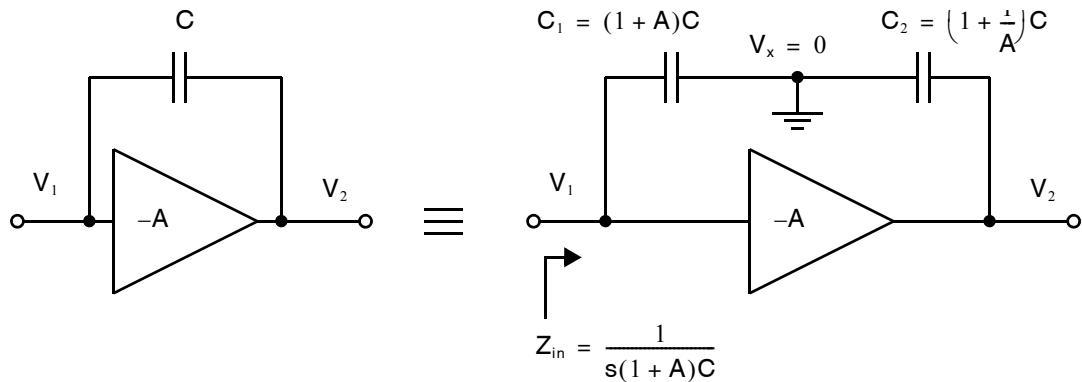 C
V₁
−A
V₂
≡
C₁ = (1 + A)C
Vₓ = 0
C₂ = (1 + 1/A)C
V₁
−A
V₂
Z_in = 1/(s(1 + A)C)